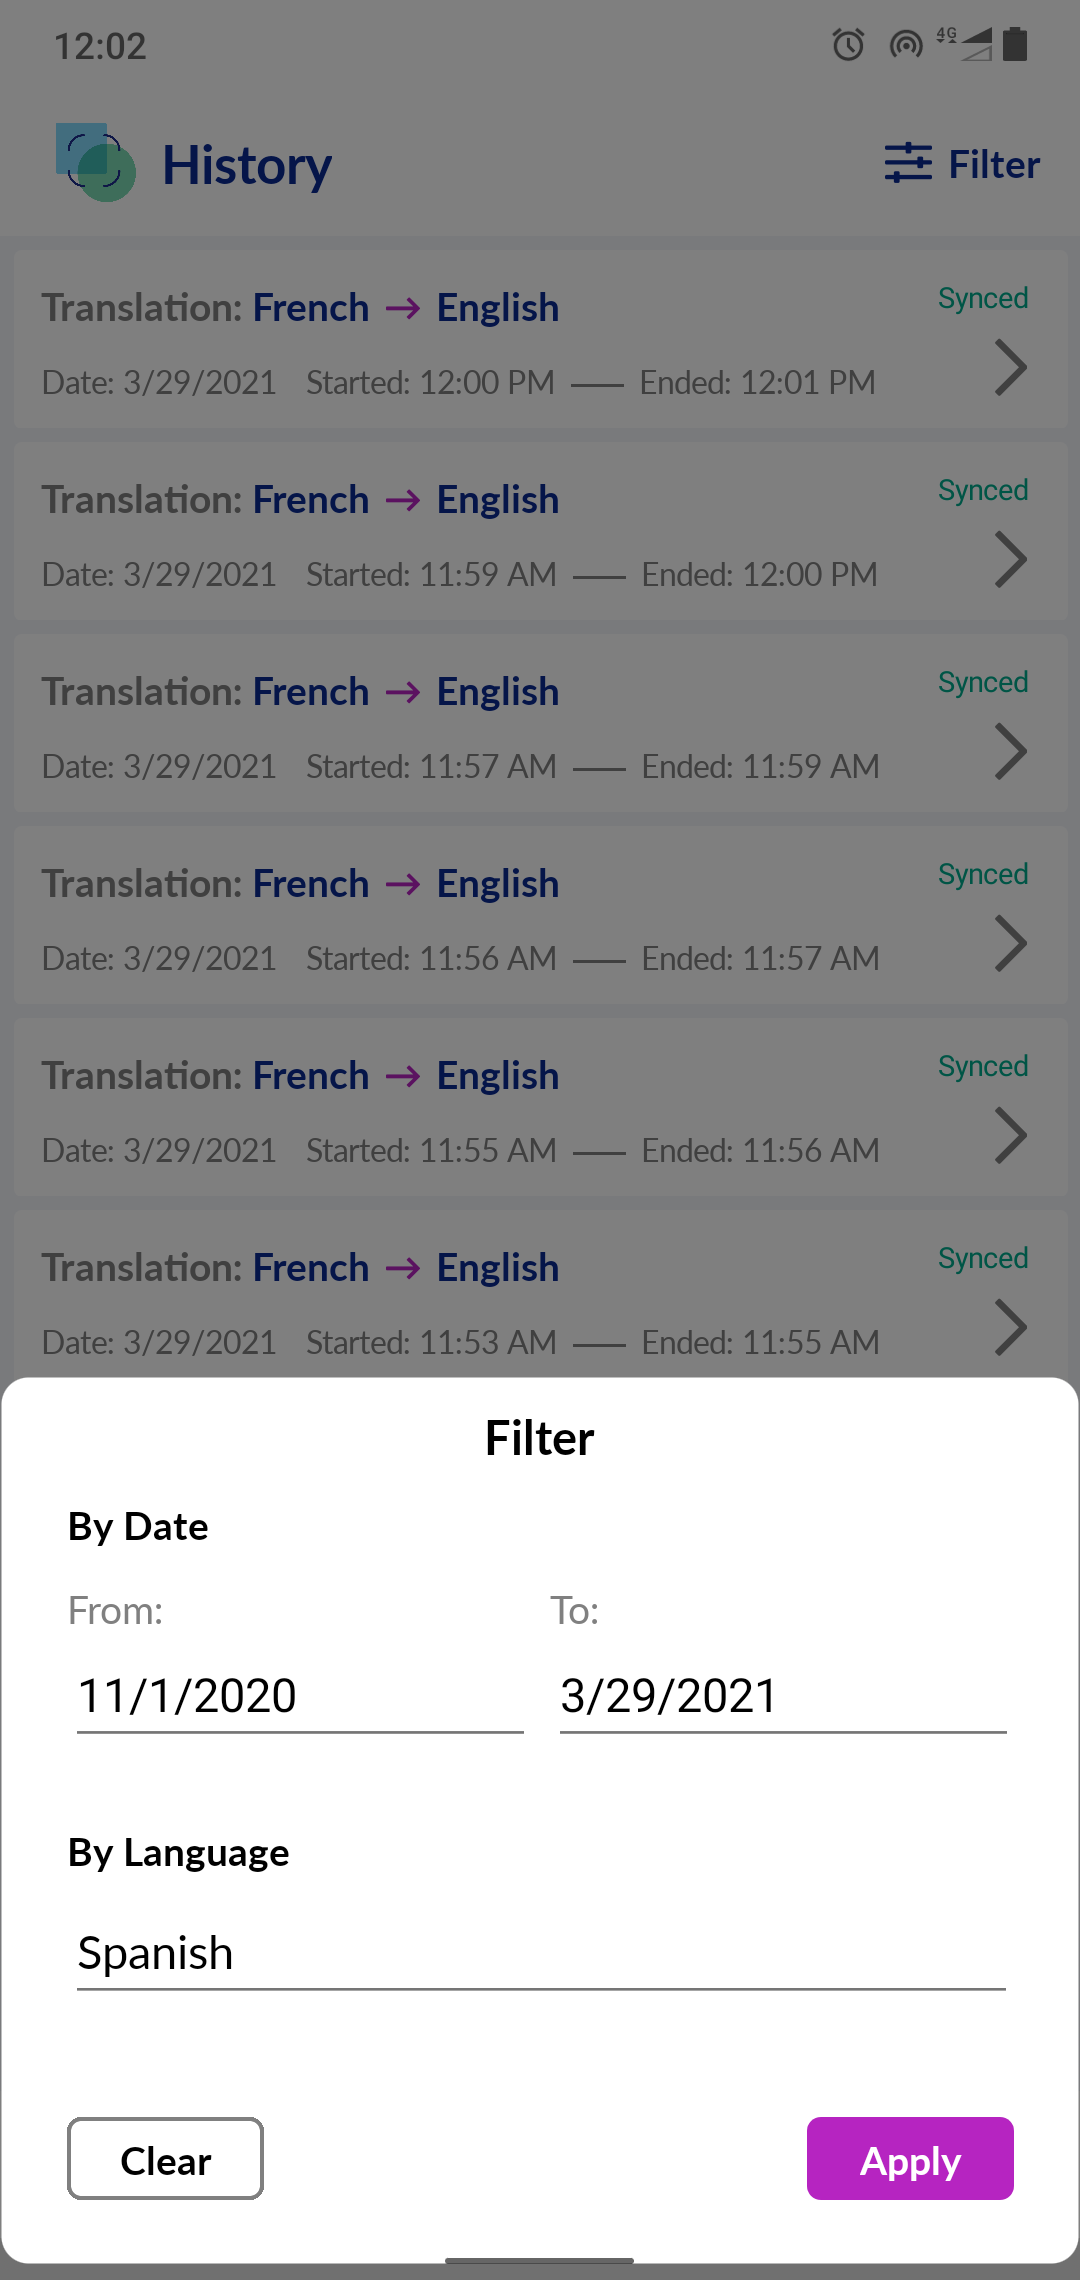 12:02
4G
History
Filter
Translation: French → English
Synced
Date: 3/29/2021 Started: 12:00 PM — Ended: 12:01 PM
Translation: French → English
Synced
Date: 3/29/2021 Started: 11:59 AM — Ended: 12:00 PM
Translation: French → English
Synced
Date: 3/29/2021 Started: 11:57 AM — Ended: 11:59 AM
Translation: French → English
Synced
Date: 3/29/2021 Started: 11:56 AM — Ended: 11:57 AM
Translation: French → English
Synced
Date: 3/29/2021 Started: 11:55 AM — Ended: 11:56 AM
Translation: French → English
Synced
Date: 3/29/2021 Started: 11:53 AM — Ended: 11:55 AM
Filter
By Date
From: To:
11/1/2020 3/29/2021
By Language
Spanish
Clear Apply